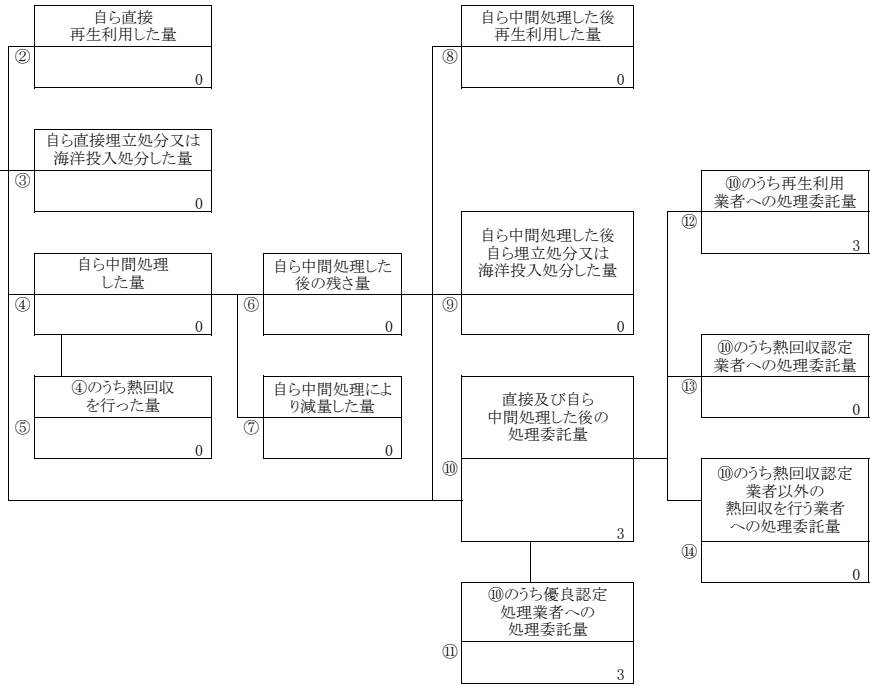 自ら直接
再生利用した量
②
0
自ら直接埋立処分又は
海洋投入処分した量
③
0
自ら中間処理
した量
④
0
④のうち熱回収
を行った量
⑤
0
自ら中間処理した
後の残さ量
⑥
0
自ら中間処理によ
り減量した量
⑦
0
自ら中間処理した後
再生利用した量
⑧
0
自ら中間処理した後
自ら埋立処分又は
海洋投入処分した量
⑨
0
直接及び自ら
中間処理した後の
処理委託量
⑩
3
⑩のうち優良認定
処理業者への
処理委託量
⑪
3
⑩のうち再生利用
業者への処理委託量
⑫
3
⑩のうち熱回収認定
業者への処理委託量
⑬
0
⑩のうち熱回収認定
業者以外の
熱回収を行う業者
への処理委託量
⑭
0